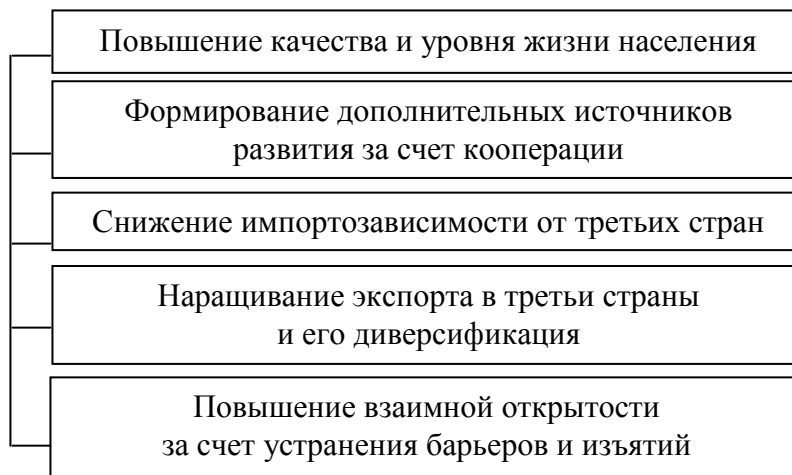 Повышение качества и уровня жизни населения
Формирование дополнительных источников
развития за счет кооперации
Снижение импортозависимости от третьих стран
Наращивание экспорта в третьи страны
и его диверсификация
Повышение взаимной открытости
за счет устранения барьеров и изъятий